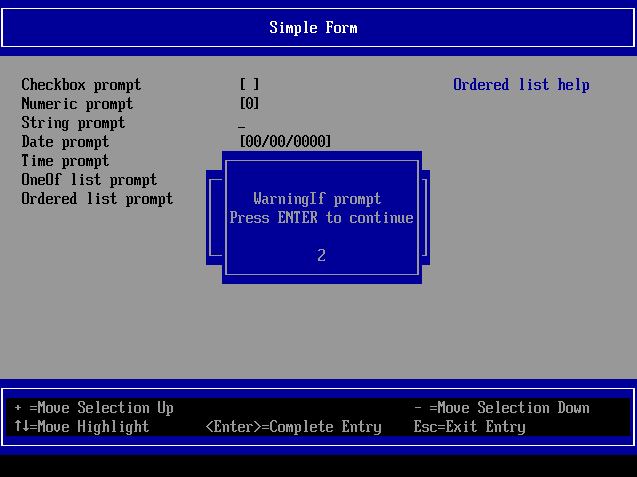 Simple Form
Checkbox prompt [ ] Ordered list help
Numeric prompt [0]
String prompt _
Date prompt [00/00/0000]
Time prompt
OneOf list prompt
Ordered list prompt
WarningIf prompt
Press ENTER to continue
2
+ =Move Selection Up - =Move Selection Down
↑↓=Move Highlight <Enter>=Complete Entry Esc=Exit Entry